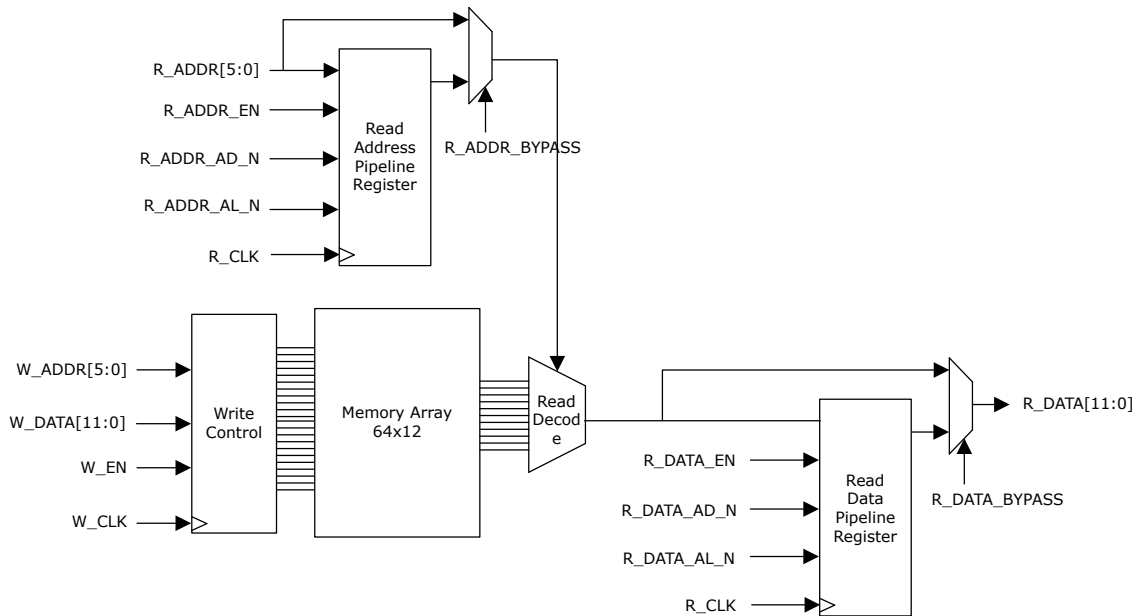 R_ADDR[5:0]
R_ADDR_EN
R_ADDR_AD_N
R_ADDR_AL_N
R_CLK
Read
Address
Pipeline
Register
R_ADDR_BYPASS
W_ADDR[5:0]
W_DATA[11:0]
W_EN
W_CLK
Write
Control
Memory Array
64x12
Read
Decod
e
R_DATA_EN
R_DATA_AD_N
R_DATA_AL_N
R_CLK
Read
Data
Pipeline
Register
R_DATA[11:0]
R_DATA_BYPASS